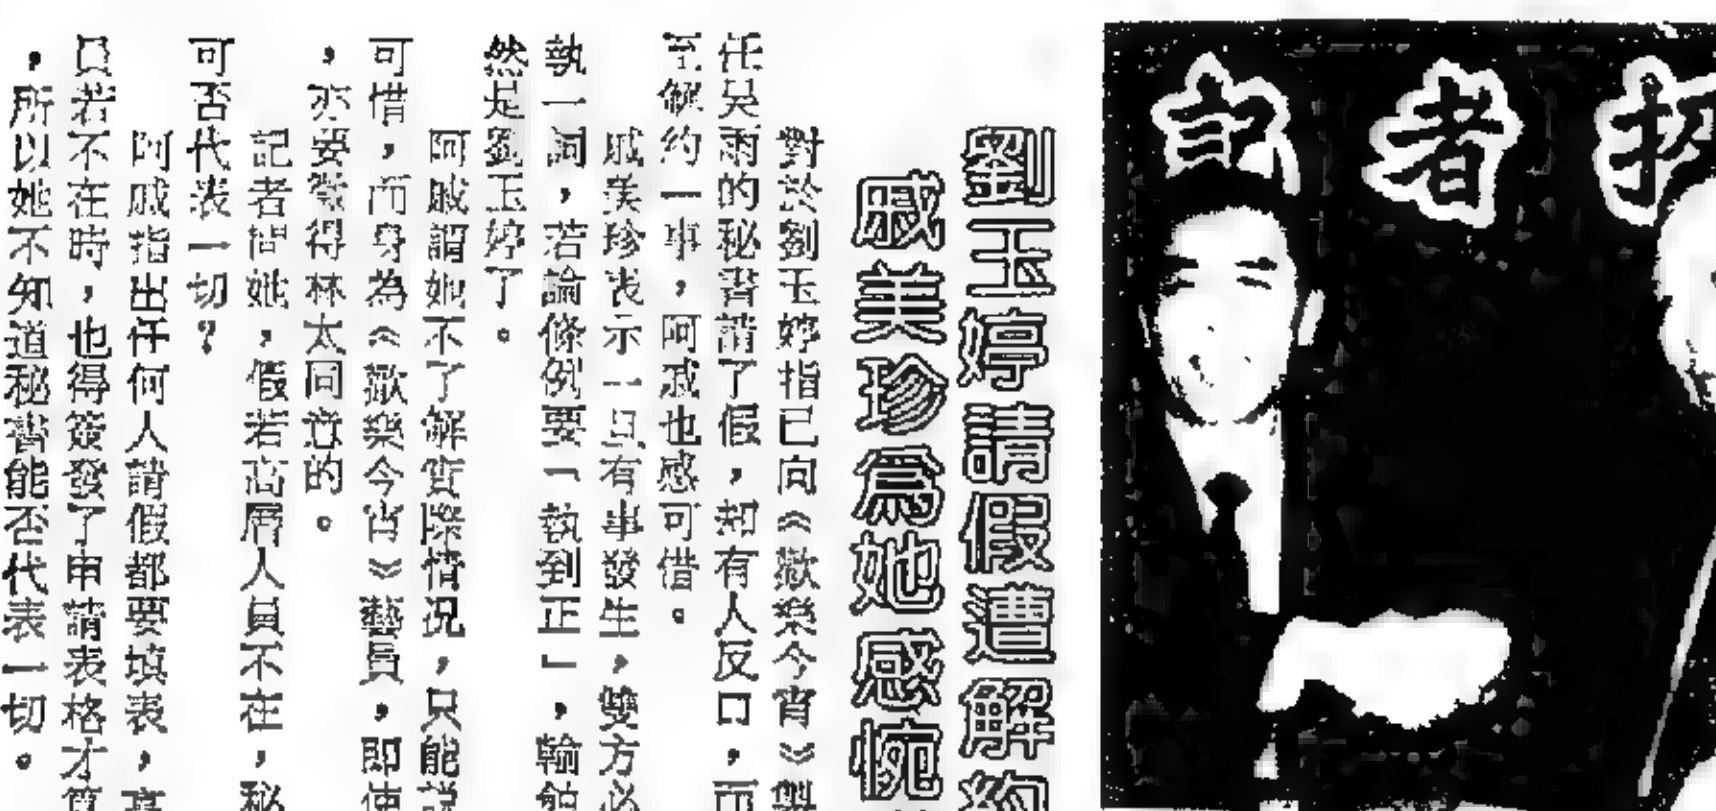 記者招
劉玉婷請假遭解約
戚美珍為她感惋
對於劉玉婷指已向《歡樂今宵》製
任吳雨的秘書請了假，却有人反口，而
至解約一事，阿戚也感可惜。
戚美珍表示一旦有事發生，雙方必
執一詞，若論條例要「執到正」，輸的
然是劉玉婷了。
阿戚謂她不了解實際情況，只能說
可惜，而身為《歡樂今宵》藝員，即使
，亦要徵得林太同意的。
記者問她，假若高層人員不在，秘
可否代表一切？
阿戚指出任何人請假都要填表，高
員若不在時，也得簽發了申請表格才算
，所以她不知道秘書能否代表一切。